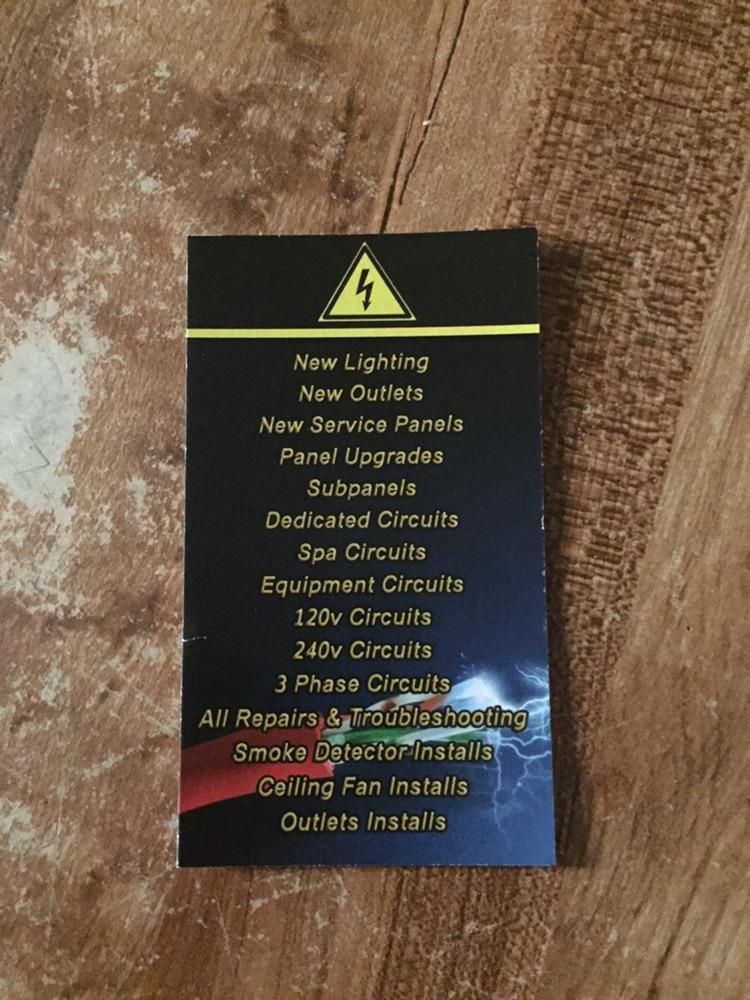 New Lighting
New Outlets
New Service Panels
Panel Upgrades
Subpanels
Dedicated Circuits
Spa Circuits
Equipment Circuits
120v Circuits
240v Circuits
3 Phase Circuits
All Repairs & Troubleshooting
Smoke Detector Installs
Ceiling Fan Installs
Outlets Installs